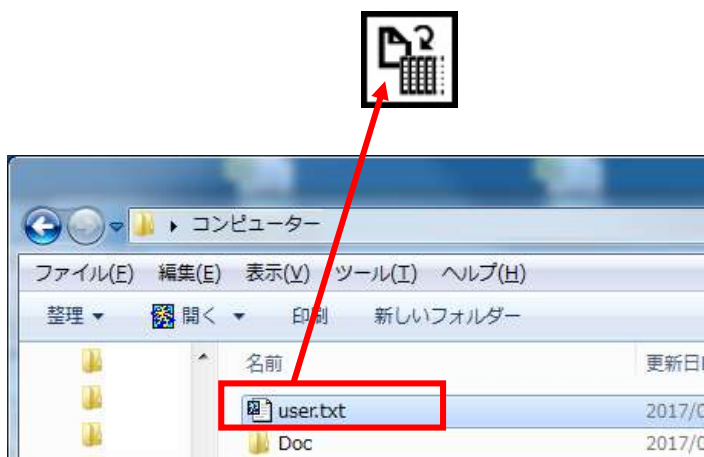 コンピューター
ファイル(F) 編集(E) 表示(V) ツール(T) ヘルプ(H)
整理 開く 印刷 新しいフォルダー
名前 更新日
user.txt 2017/0
Doc 2017/0